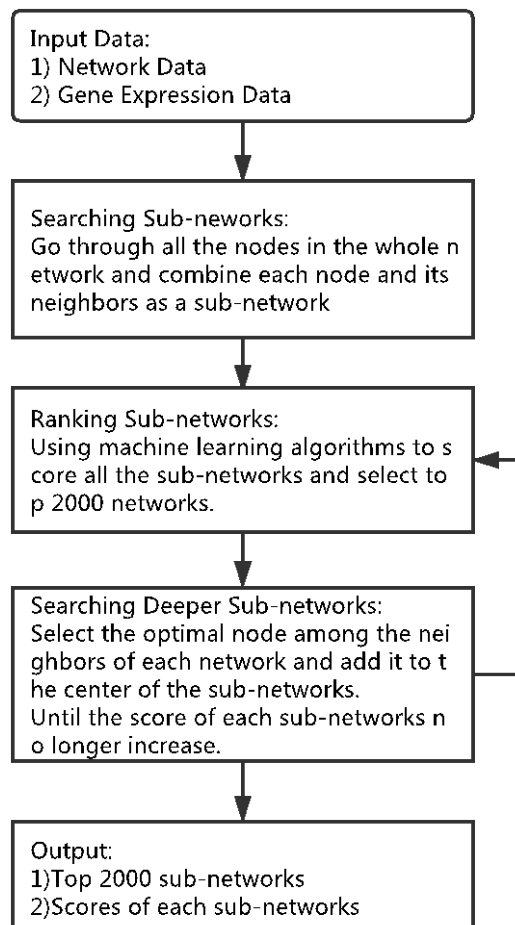 Input Data:
1) Network Data
2) Gene Expression Data
Searching Sub-neworks:
Go through all the nodes in the whole n
etwork and combine each node and its
neighbors as a sub-network
Ranking Sub-networks:
Using machine learning algorithms to s
core all the sub-networks and select to
p 2000 networks.
Searching Deeper Sub-networks:
Select the optimal node among the nei
ghbors of each network and add it to t
he center of the sub-networks.
Until the score of each sub-networks n
o longer increase.
Output:
1)Top 2000 sub-networks
2)Scores of each sub-networks